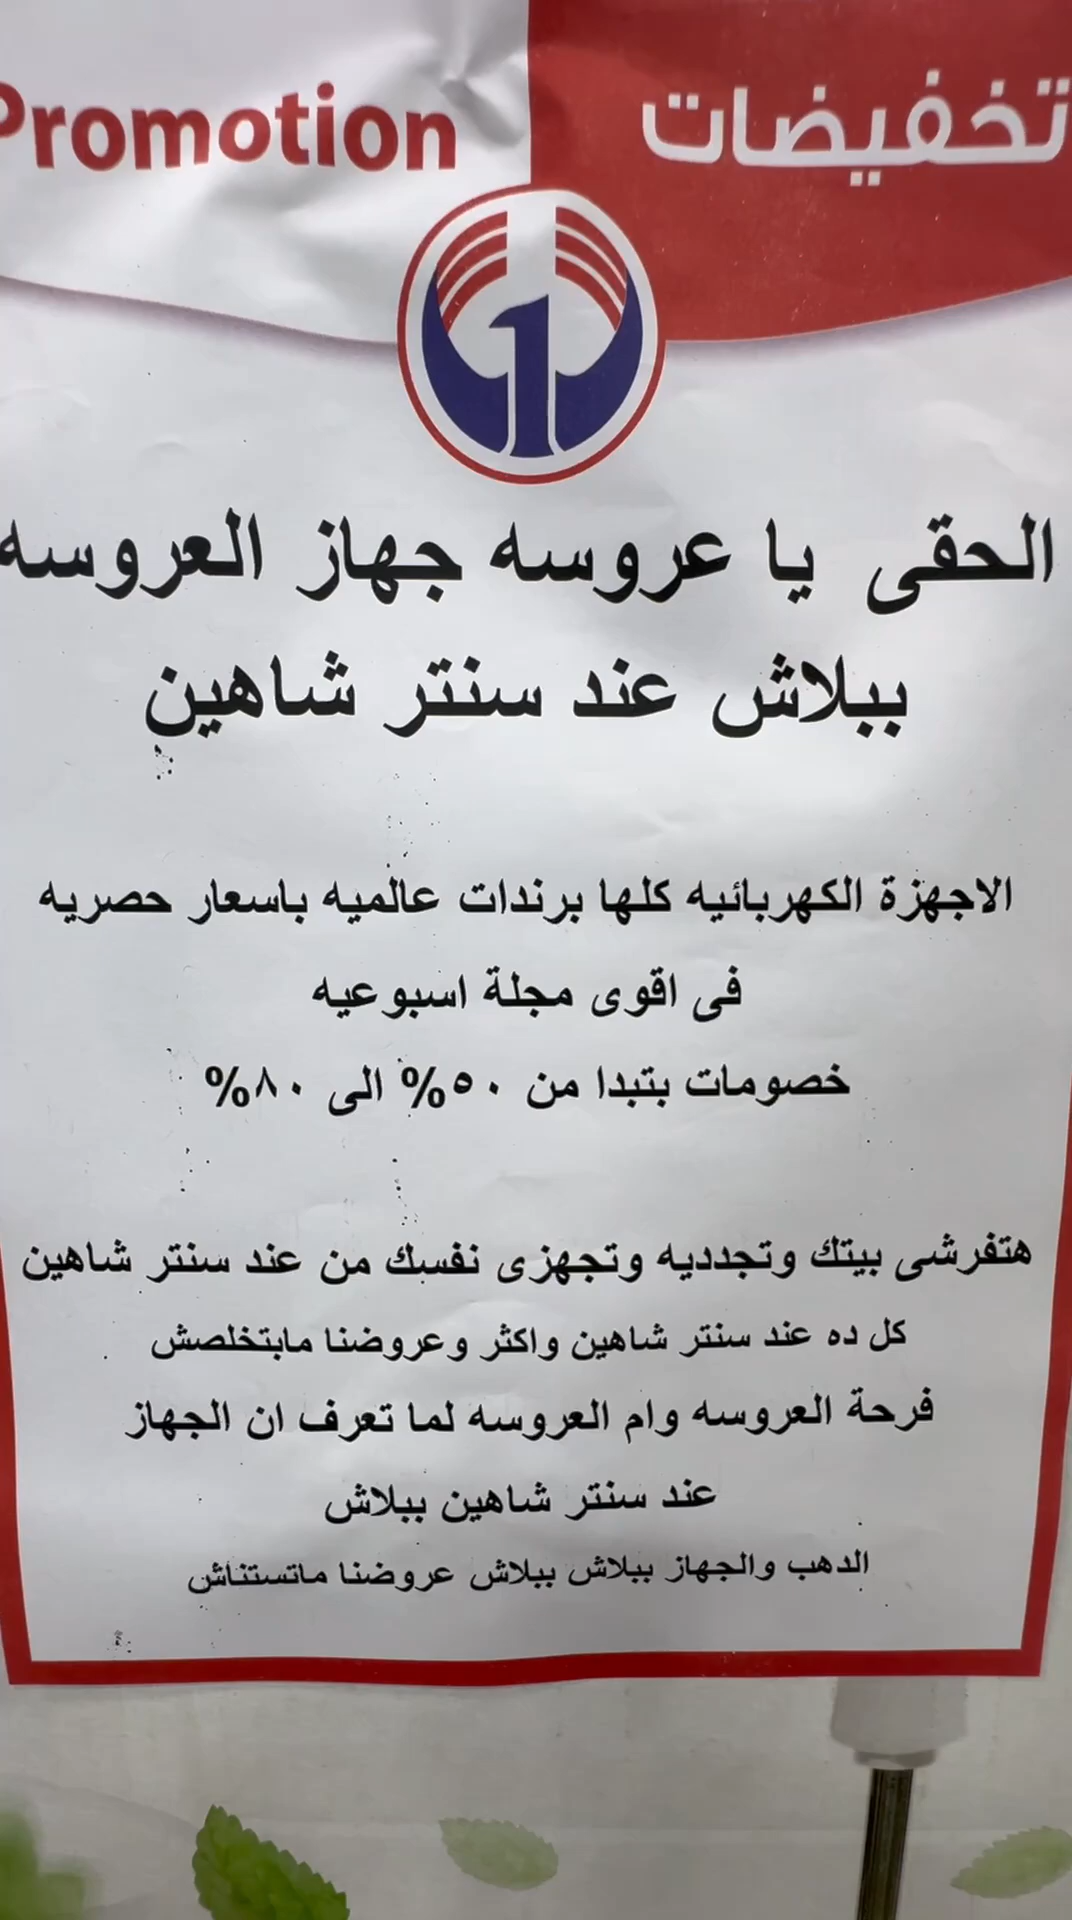 Promotion تخفيضات
الحقى يا عروسه جهاز العروسه
ببلاش عند سنتر شاهين
الاجهزة الكهربائيه كلها برندات عالميه باسعار حصريه
فى اقوى مجلة اسبوعيه
خصومات بتبدا من ٥٠% الى ٨٠%
هتفرشى بيتك وتجدديه وتجهزى نفسك من عند سنتر شاهين
كل ده عند سنتر شاهين واكثر وعروضنا مابتخلصش
فرحة العروسه وام العروسه لما تعرف ان الجهاز
عند سنتر شاهين ببلاش
الدهب والجهاز ببلاش ببلاش عروضنا ماتستناش